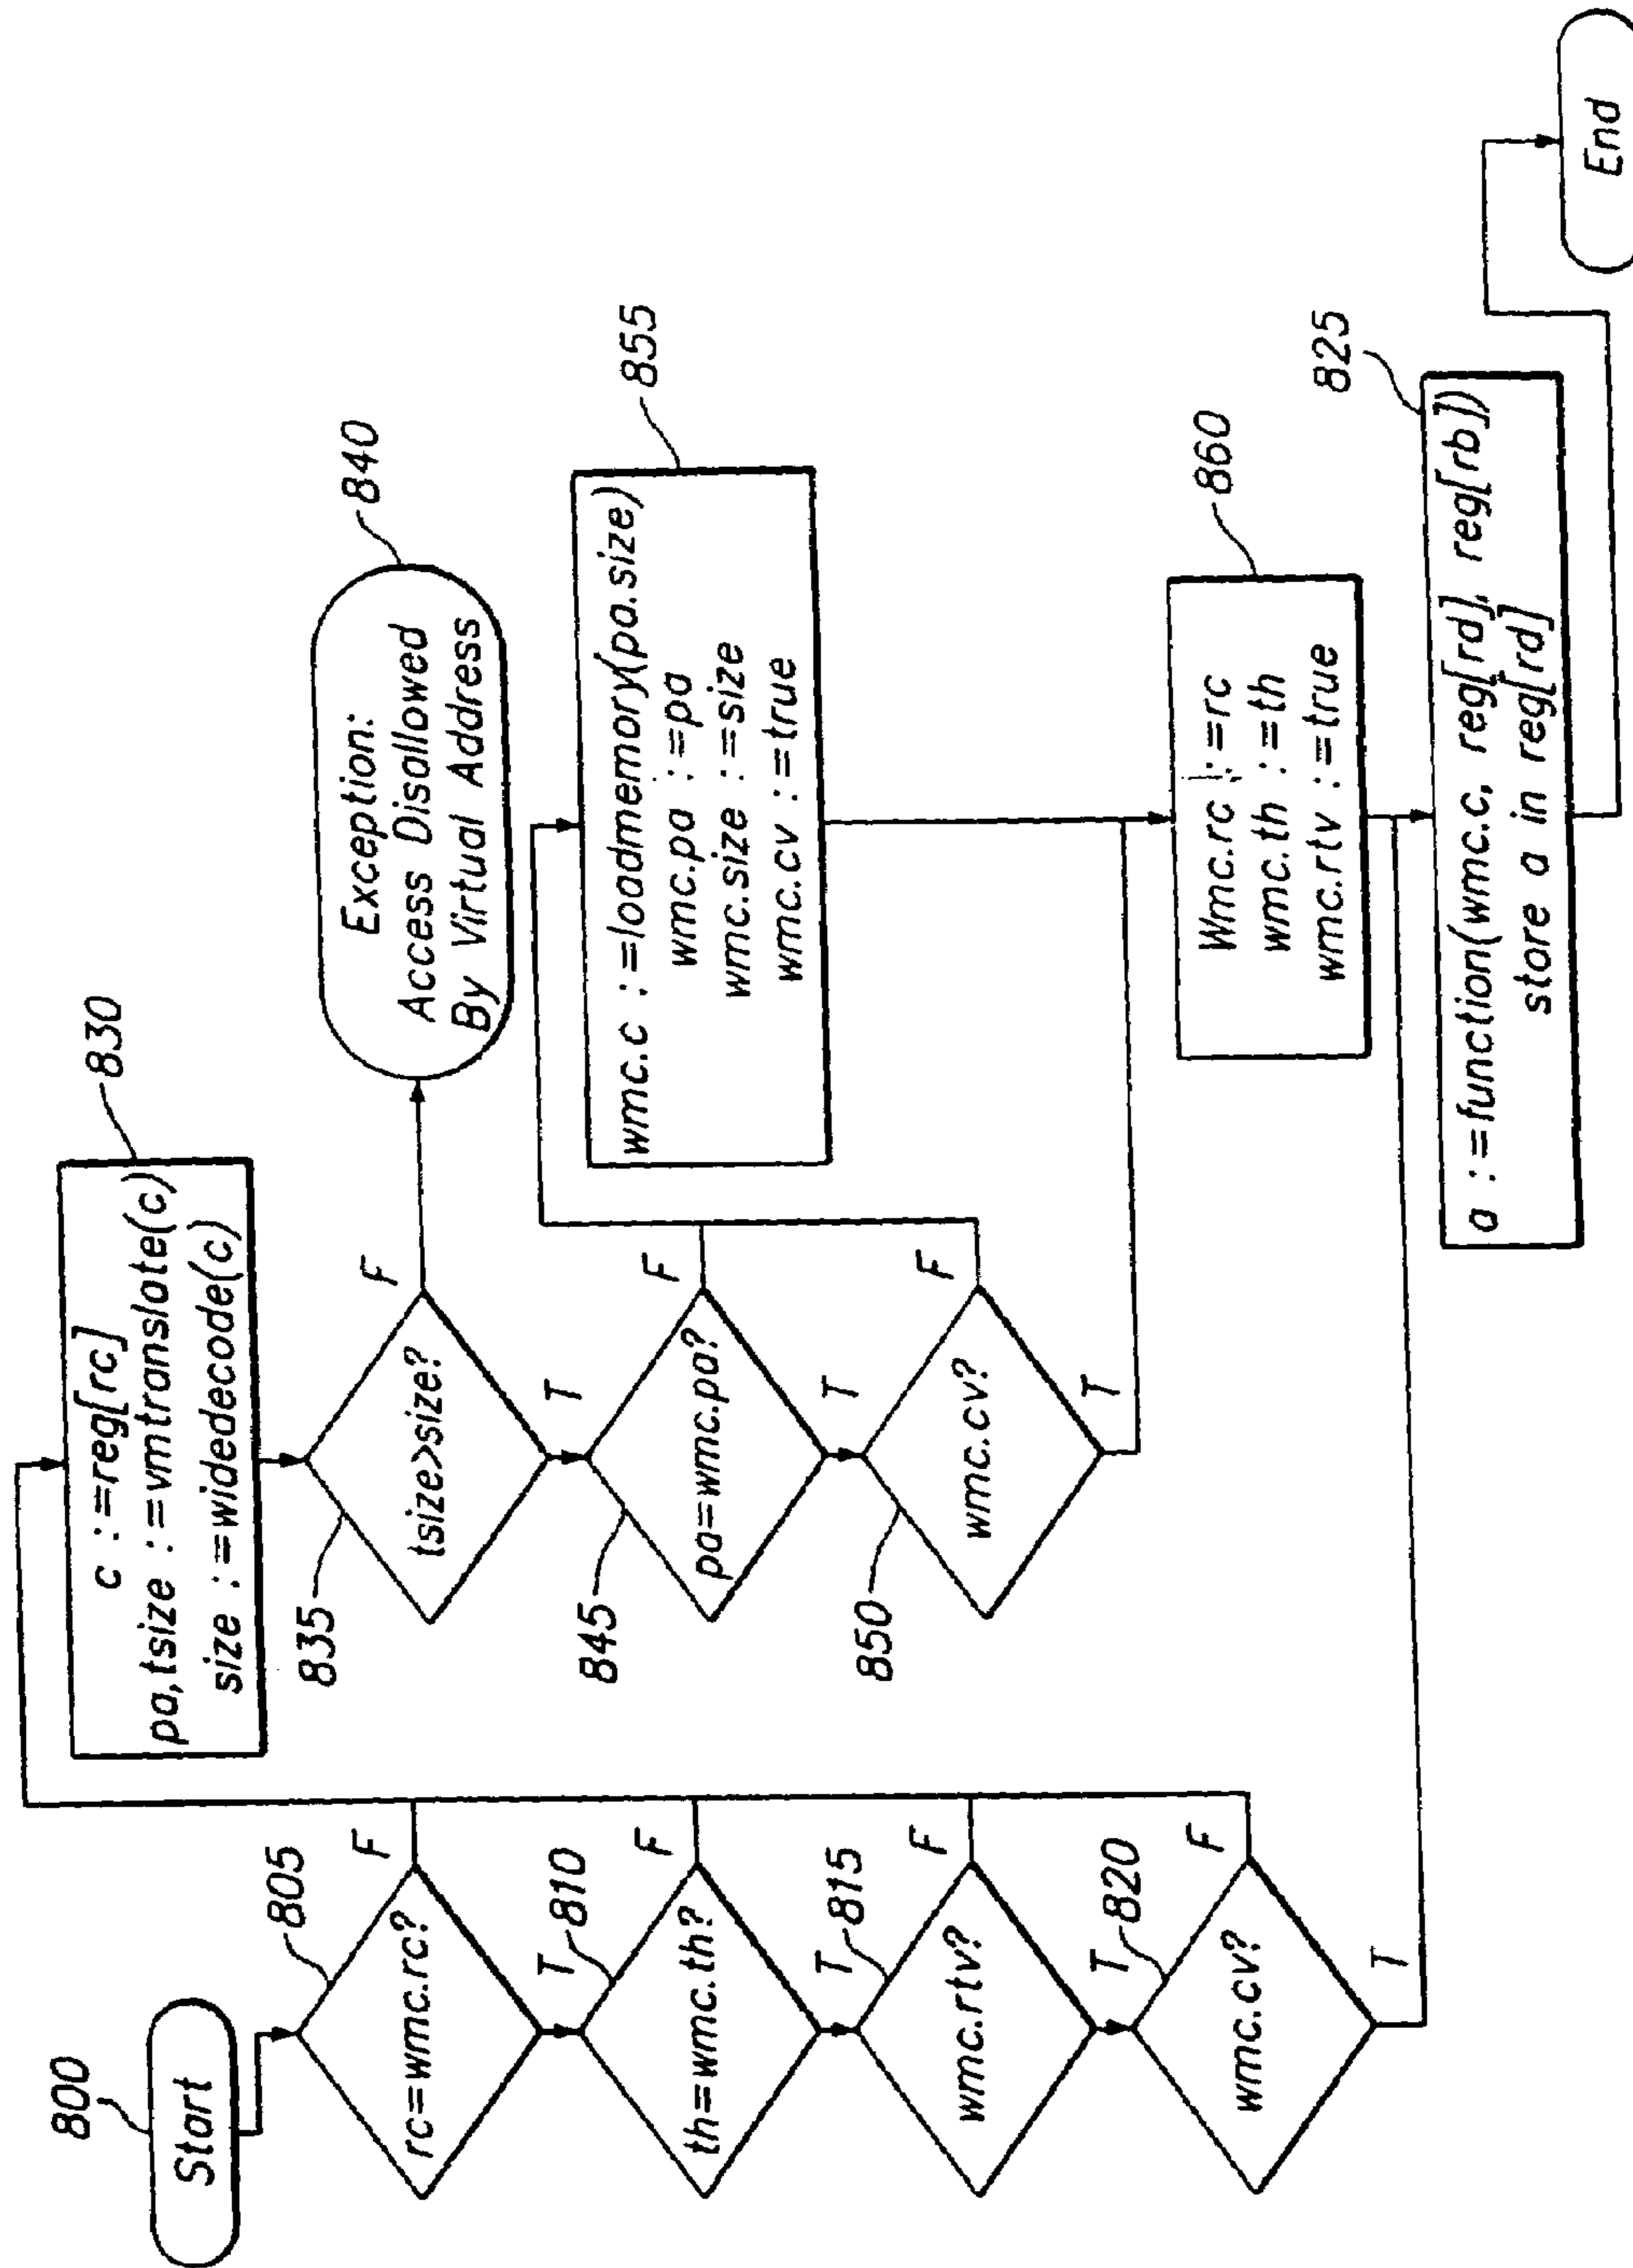 800
Start
805
rc=wmc.rc?
F
T
810
th=wmc.th?
F
T
815
wmc.rtv?
F
T
820
wmc.cv?
F
T
830
c :=reg[rc]
pa,tsize :=vmtranslate(c)
size :=widedecode(c)
835
tsize>size?
F
T
840
Exception:
Access Disallowed
By Virtual Address
845
pa=wmc.pa?
F
T
850
wmc.cv?
F
T
855
wmc.c :=loadmemory(pa.size)
wmc.pa :=pa
wmc.size :=size
wmc.cv :=true
860
Wmc.rc :=rc
wmc.th :=th
wmc.rtv :=true
825
a :=function(wmc.c, reg[rd], reg[rb])
store a in reg[rd]
End